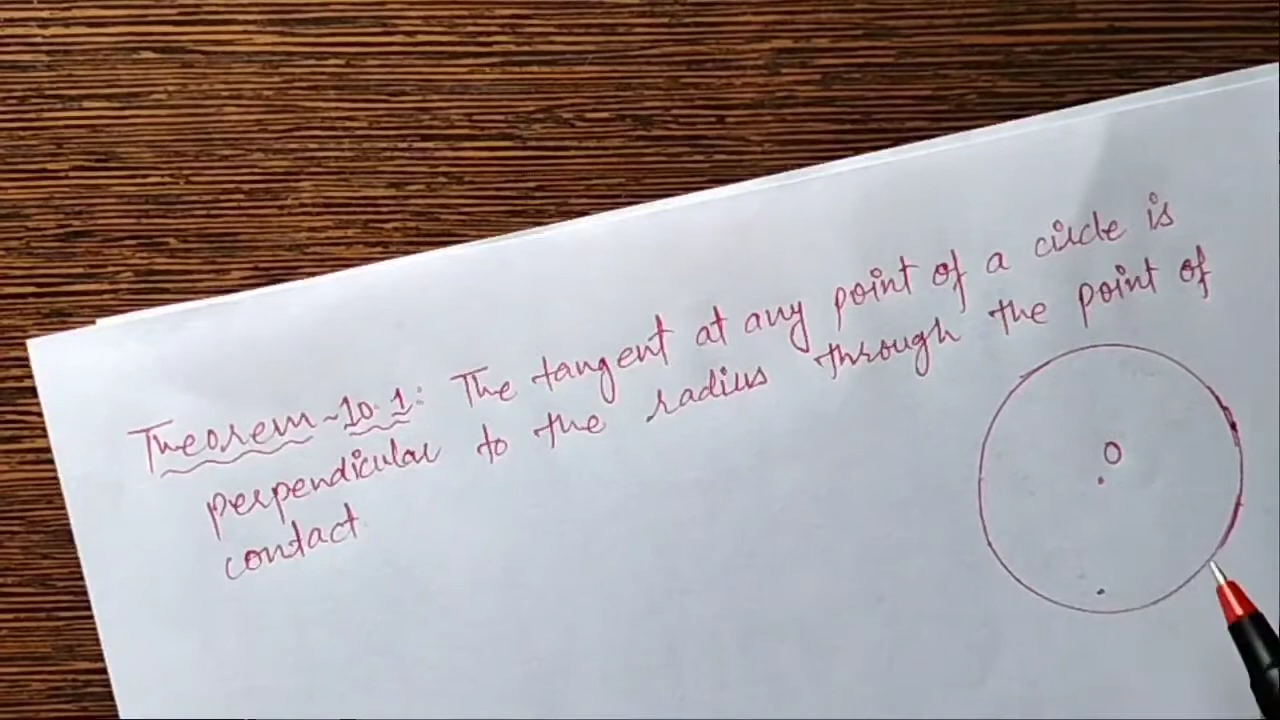 Theorem-10.1: The tangent at any point of a circle is
perpendicular to the radius through the point of
contact
O